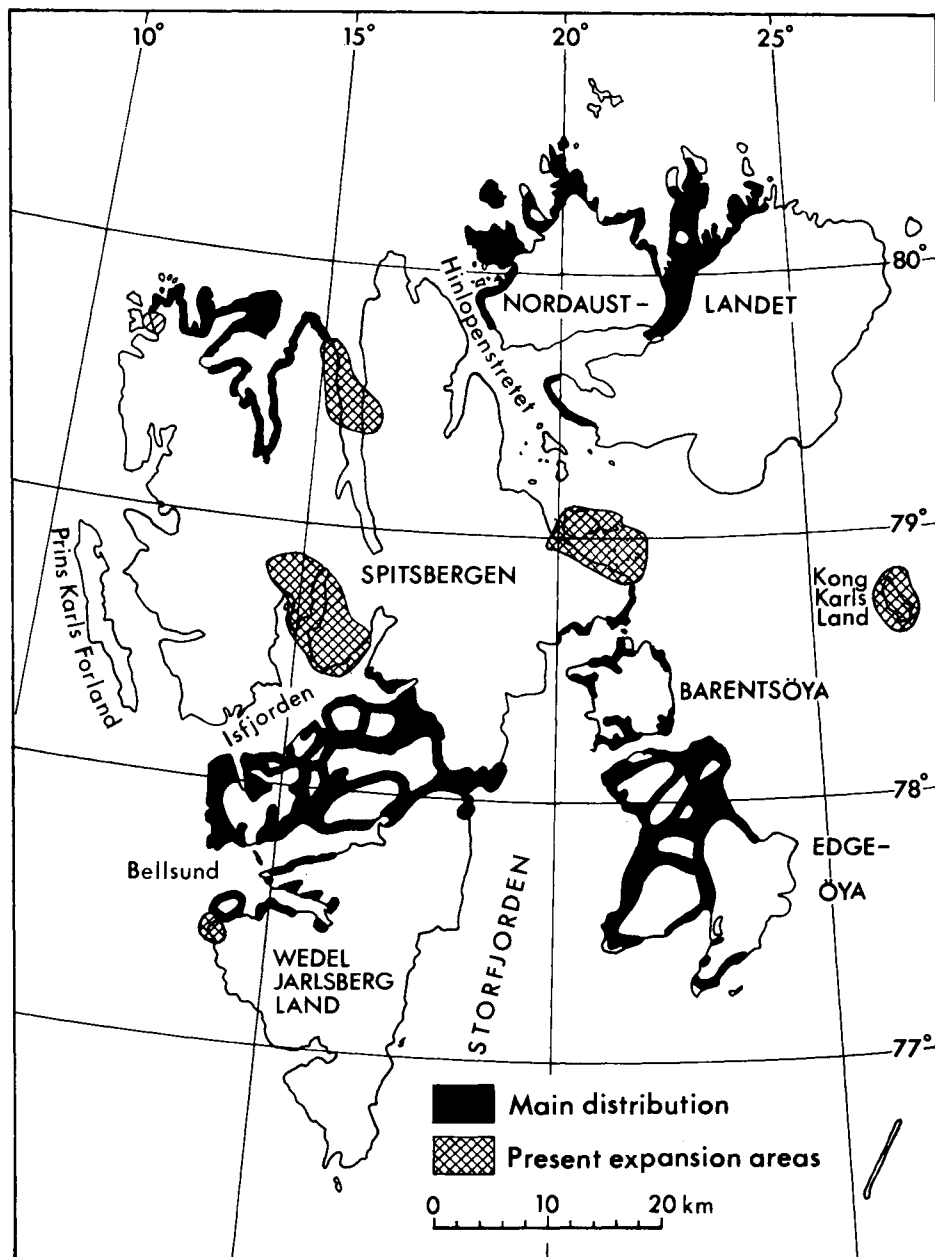 10°
15°
20°
25°
80°
Hinlopenstretet
NORDAUST – LANDET
79°
Prins Karls Forland
SPITSBERGEN
Kong
Karls
Land
Isfjorden
BARENTSÖYA
78°
Bellsund
EDGE–
ÖYA
STORFJORDEN
WEDEL
JARLSBERG
LAND
77°
Main distribution
Present expansion areas
0 10 20 km